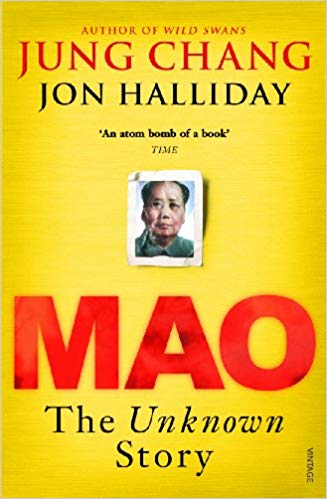 AUTHOR OF WILD SWANS
JUNG CHANG
JON HALLIDAY
‘An atom bomb of a book’
TIME
MAO
The Unknown
Story
VINTAGE